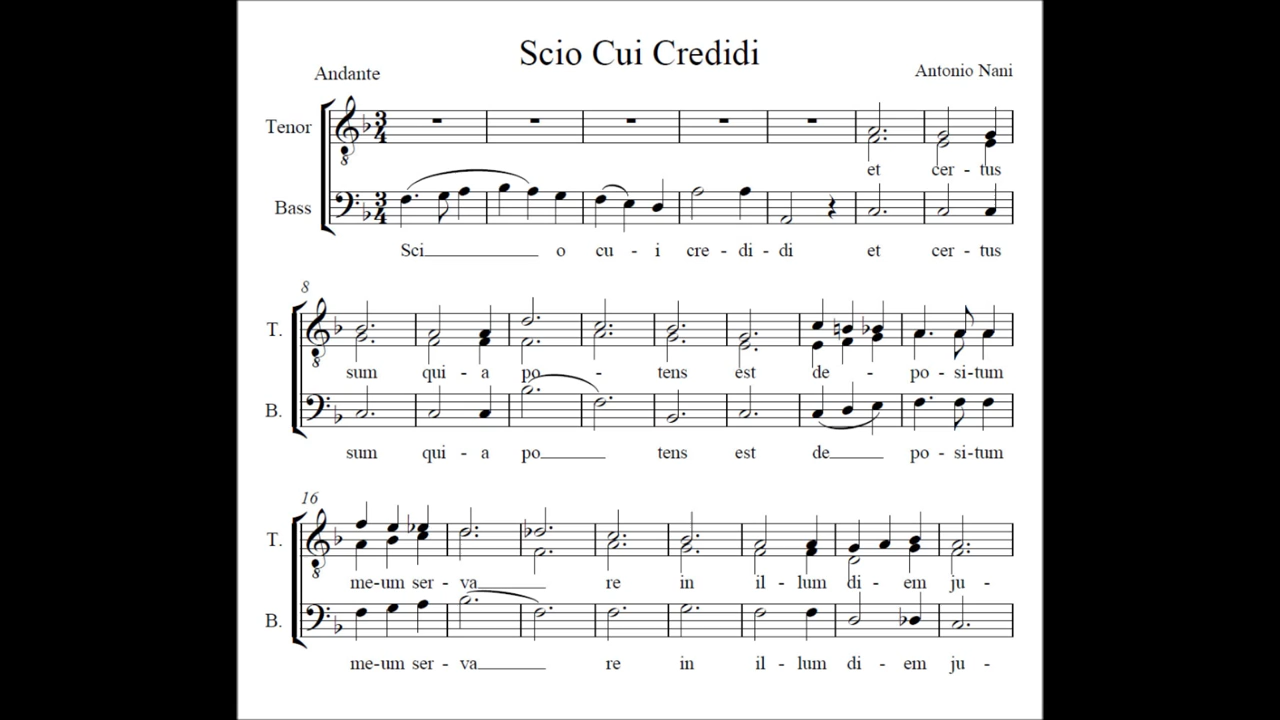 Scio Cui Credidi
Andante
Antonio Nani
Tenor
et cer - tus
Bass
Sci o cu - i cre - di - di et cer - tus
8
T.
sum qui - a po - tens est de - po - si-tum
B.
sum qui - a po tens est de po - si-tum
16
T.
me-um ser - va re in il - lum di - em ju -
B.
me-um ser - va re in il - lum di - em ju -